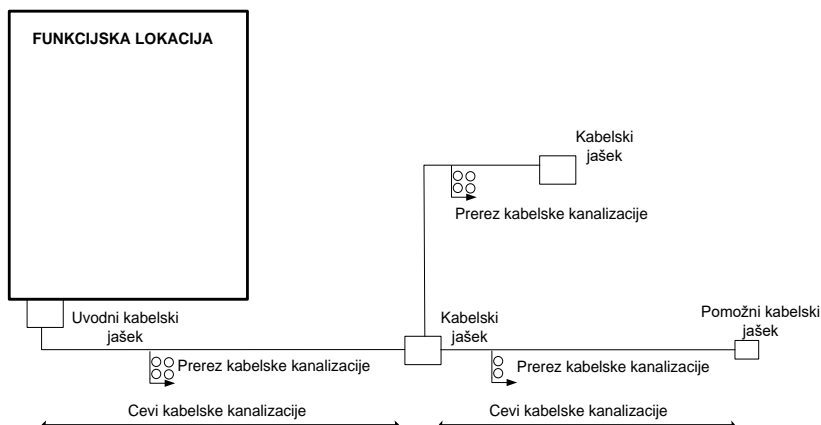 FUNKCIJSKA LOKACIJA
Kabelski
jašek
Prerez kabelske kanalizacije
Uvodni kabelski
jašek
Kabelski
jašek
Pomožni kabelski
jašek
Prerez kabelske kanalizacije
Prerez kabelske kanalizacije
Cevi kabelske kanalizacije
Cevi kabelske kanalizacije